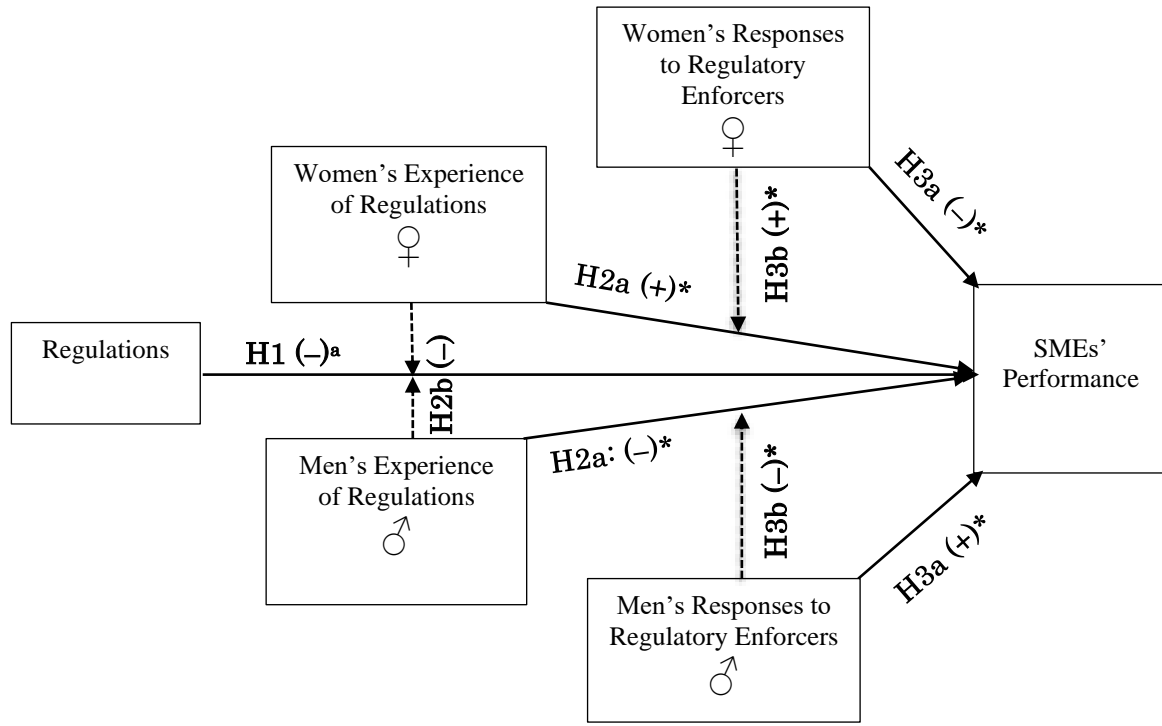 Women’s Responses
to Regulatory
Enforcers
♀
H3a (–)*
Women’s Experience
of Regulations
♀
H3b (+)*
H2a (+)*
Regulations
H1 (–)ᵃ
H2b (–)
SMEs’
Performance
Men’s Experience
of Regulations
♂
H2a: (–)*
H3b (–)*
H3a (+)*
Men’s Responses to
Regulatory Enforcers
♂